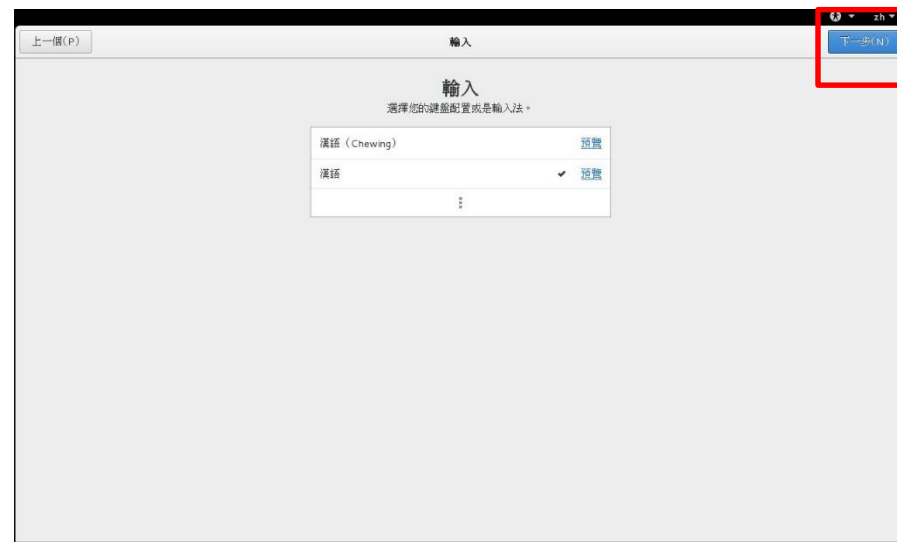 zh
上一個(P)
輸入
下一步(N)
輸入
選擇您的鍵盤配置或是輸入法。
漢語（Chewing）
預覽
漢語
預覽